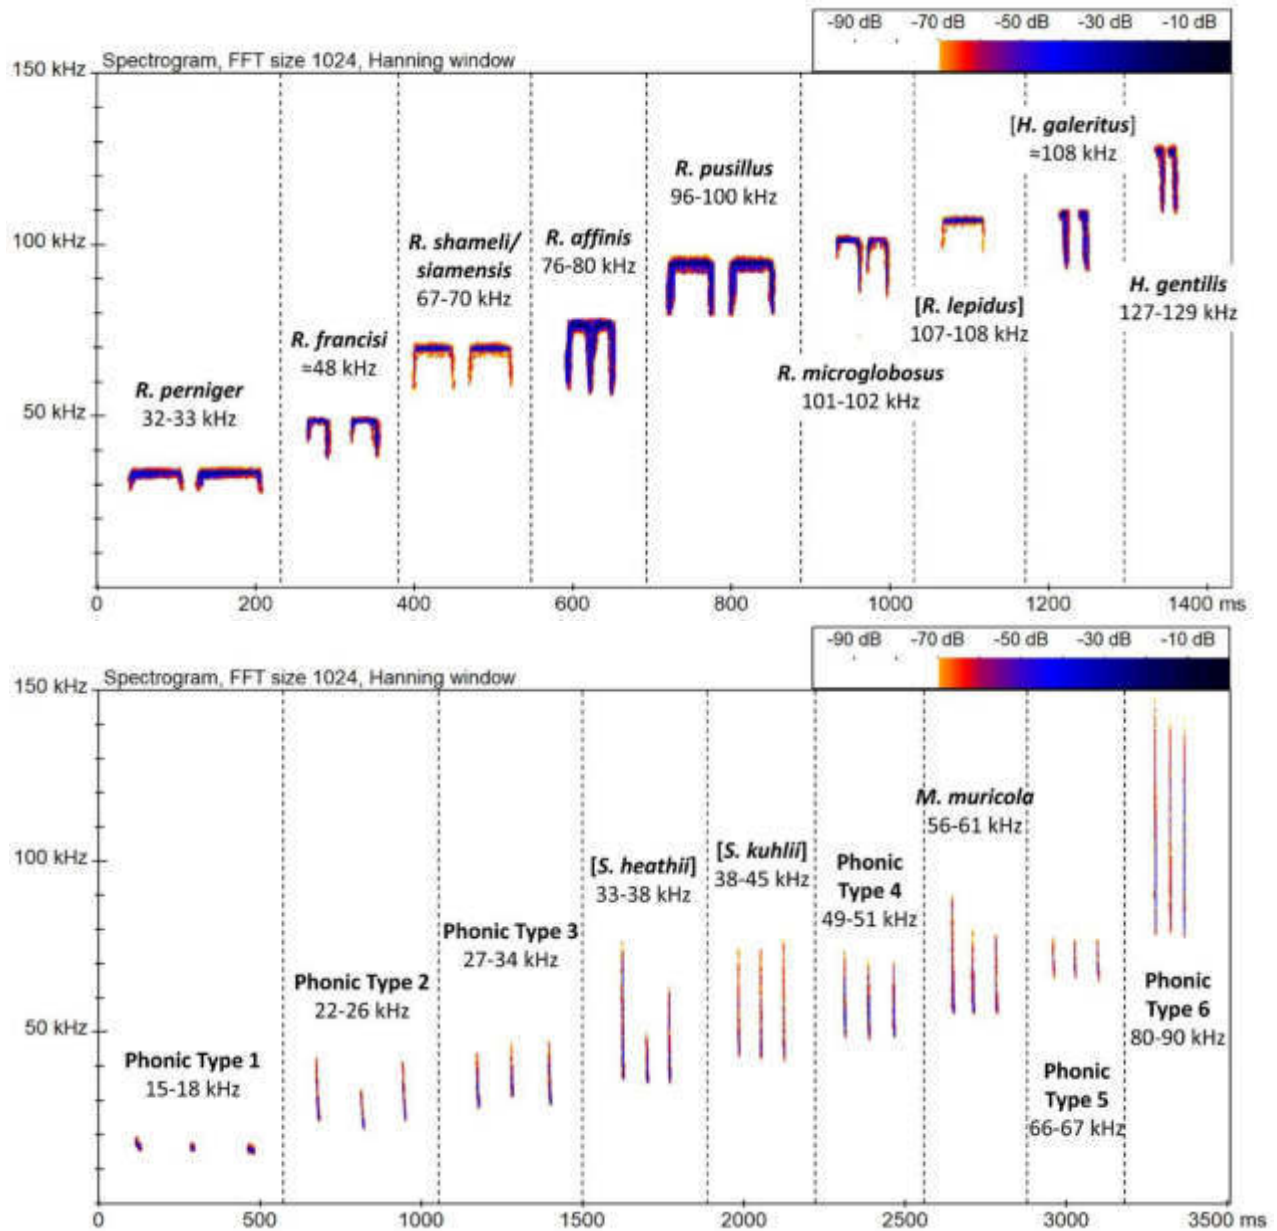 -90 dB -70 dB -50 dB -30 dB -10 dB
Spectrogram, FFT size 1024, Hanning window
150 kHz
100 kHz
50 kHz
R. perniger
32-33 kHz
R. francisi
≈48 kHz
R. shameli/
siamensis
67-70 kHz
R. affinis
76-80 kHz
R. pusillus
96-100 kHz
R. microglobosus
101-102 kHz
[R. lepidus]
107-108 kHz
[H. galeritus]
≈108 kHz
H. gentilis
127-129 kHz
0 200 400 600 800 1000 1200 1400 ms
-90 dB -70 dB -50 dB -30 dB -10 dB
Spectrogram, FFT size 1024, Hanning window
150 kHz
100 kHz
50 kHz
Phonic Type 1
15-18 kHz
Phonic Type 2
22-26 kHz
Phonic Type 3
27-34 kHz
[S. heathii]
33-38 kHz
[S. kuhlii]
38-45 kHz
Phonic
Type 4
49-51 kHz
M. muricola
56-61 kHz
Phonic
Type 5
66-67 kHz
Phonic
Type 6
80-90 kHz
0 500 1000 1500 2000 2500 3000 3500 ms